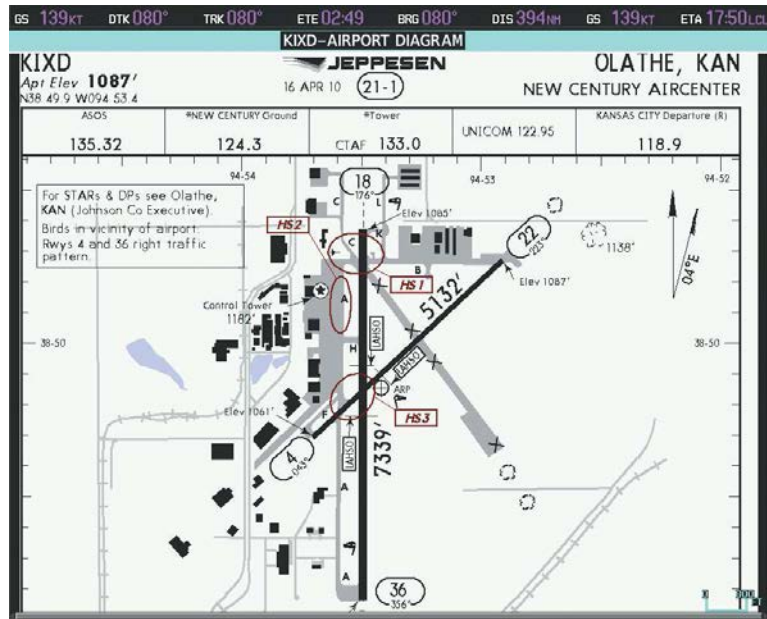 GS 139KT DTK 080° TRK 080° ETE 02:49 BRG 080° DIS 394NM GS 139KT ETA 17:50LCL
KIXD-AIRPORT DIAGRAM
KIXD
JEPPESEN
OLATHE, KAN
Apt Elev 1087'
16 APR 10
21-1
NEW CENTURY AIRCENTER
N38 49.9 W094 53.4
ASOS
135.32
*NEW CENTURY Ground
124.3
*Tower
CTAF 133.0
UNICOM 122.95
KANSAS CITY Departure (R)
118.9
94-54
94-53
94-52
For STARs & DPs see Olathe,
KAN (Johnson Co Executive).
Birds in vicinity of airport.
Rwys 4 and 36 right traffic
pattern.
18
176°
C
L
K
Elev 1085'
HS2
C
HS1
B
22
223°
1138'
04°E
Elev 1087'
Control Tower
1182'
A
5132'
38-50
38-50
H
LAHSO
LAHSO
ARP
Elev 1061'
F
HS3
4
043°
LAHSO
7339'
A
A
36
356°
0
FT